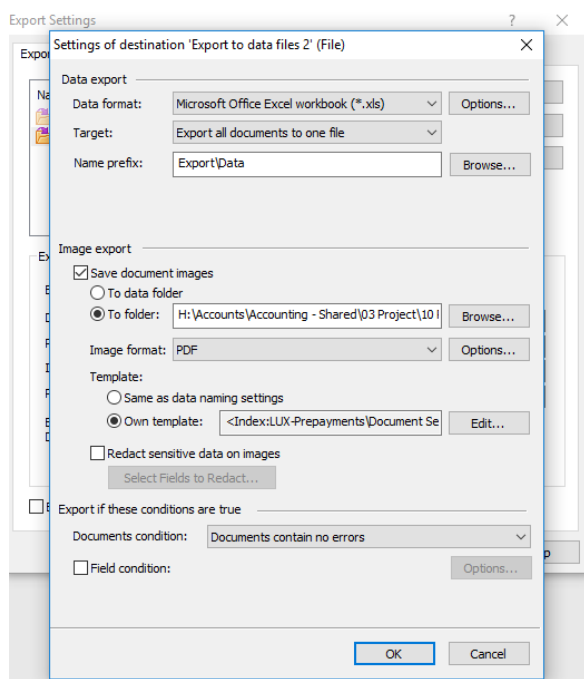 Export Settings ? ×
Settings of destination 'Export to data files 2' (File) ×
Expo
Data export
Na
Data format: Microsoft Office Excel workbook (*.xls) Options...
Target: Export all documents to one file
Name prefix: Export\Data Browse...
Image export
Save document images
To data folder
To folder: H:\Accounts\Accounting - Shared\03 Project\10 Browse...
Image format: PDF Options...
Template:
Same as data naming settings
Own template: <Index:LUX-Prepayments\Document Se Edit...
Redact sensitive data on images
Select Fields to Redact...
Export if these conditions are true
Documents condition: Documents contain no errors
p
Field condition: Options...
OK Cancel